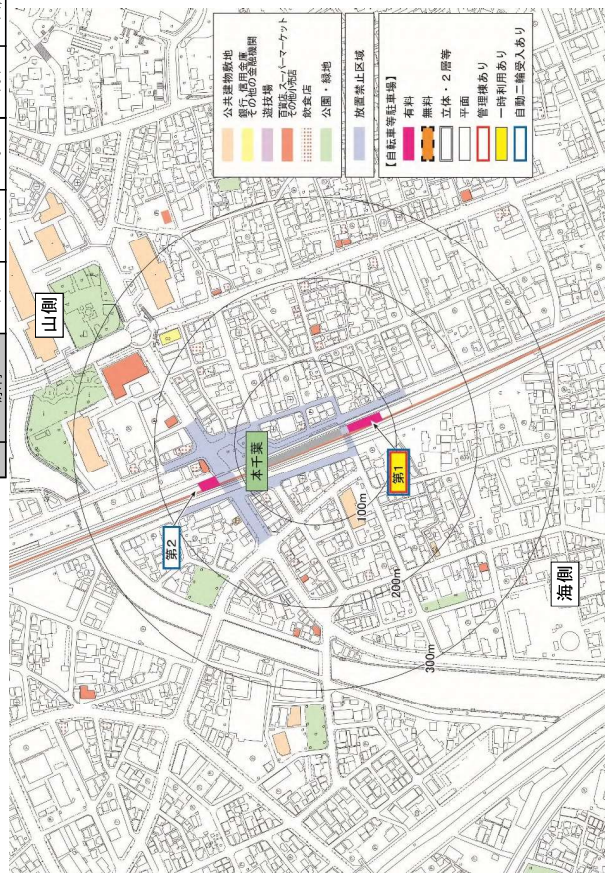 公共建物敷地
銀行、信用金庫
その他の金融機関
遊技場
百貨店、スーパーマーケット
その他小売店
飲食店
公園・緑地
放置禁止区域
【自転車等駐車場】
有料
無料
立体・2層等
平面
管理棟あり
一時利用あり
自動二輪受入あり
山側
本千葉
第2
第1
100m
200m
300m
海側